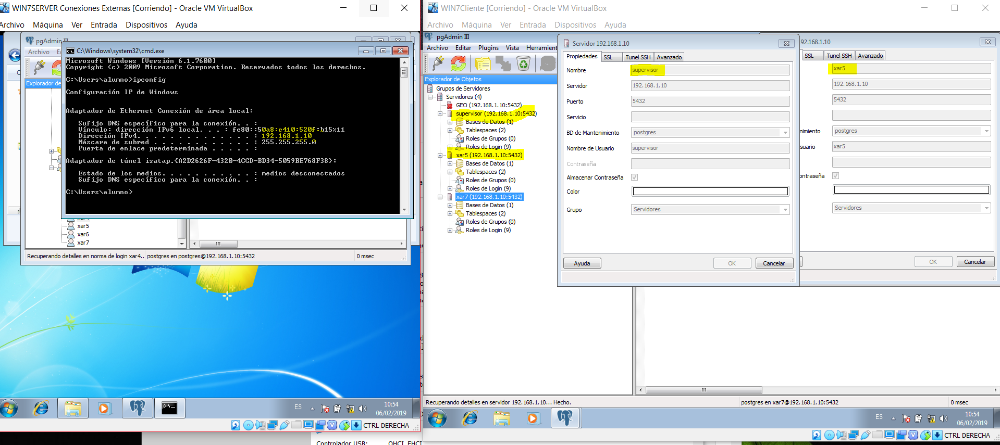 WIN7SERVER Conexiones Externas [Corriendo] - Oracle VM VirtualBox
Archivo Máquina Ver Entrada Dispositivos Ayuda
pgAdmin III
Archivo
C:\Windows\system32\cmd.exe
Microsoft Windows [Versión 6.1.7600]
Copyright (c) 2009 Microsoft Corporation. Reservados todos los derechos.
C:\Users\alumno>ipconfig
Configuración IP de Windows
Adaptador de Ethernet Conexión de área local:
Sufijo DNS específico para la conexión. . :
Vínculo: dirección IPv6 local. . . : fe80::50a8:e410:520f:b15%11
Dirección IPv4. . . . . . . . . . . . . . : 192.168.1.10
Máscara de subred . . . . . . . . . . . . : 255.255.255.0
Puerta de enlace predeterminada . . . . . :
Adaptador de túnel isatap.{A2D2626F-4320-4CCD-BD34-5059BE768F38}:
Estado de los medios. . . . . . . . . . . : medios desconectados
Sufijo DNS específico para la conexión. . :
C:\Users\alumno>
Explorador de
xar5
xar6
xar7
Recuperando detalles en norma de login xar4.. postgres en postgres@192.168.1.10:5432 0 msec
ES 10:54
06/02/2019
CTRL DERECHA
Controlador USB: OHCI, EHCI
WIN7Cliente [Corriendo] - Oracle VM VirtualBox
Archivo Máquina Ver Entrada Dispositivos Ayuda
pgAdmin III
Archivo Editar Plugins Vista Herramient
Explorador de Objetos
Grupos de Servidores
Servidores (4)
GEO (192.168.1.10:5432)
supervisor (192.168.1.10:5432)
Bases de Datos (1)
Tablespaces (2)
Roles de Grupos (0)
Roles de Login (9)
xar5 (192.168.1.10:5432)
Bases de Datos (1)
Tablespaces (2)
Roles de Grupos (0)
Roles de Login (9)
xar7 (192.168.1.10:5432)
Bases de Datos (1)
Tablespaces (2)
Roles de Grupos (0)
Roles de Login (9)
Servidor 192.168.1.10
Propiedades SSL Tunel SSH Avanzado
Nombre supervisor
Servidor 192.168.1.10
Puerto 5432
Servicio
BD de Mantenimiento postgres
Nombre de Usuario supervisor
Contraseña
Almacenar Contraseña
Color
Grupo Servidores
Ayuda OK Cancelar
92.168.1.10
SSL Tunel SSH Avanzado
xar5
192.168.1.10
5432
nimiento postgres
suario xar5
ontraseña
Servidores
OK Cancelar
Recuperando detalles en servidor 192.168.1.10... Hecho. postgres en xar7@192.168.1.10:5432 0 msec
ES 10:54
06/02/2019
CTRL DERECHA